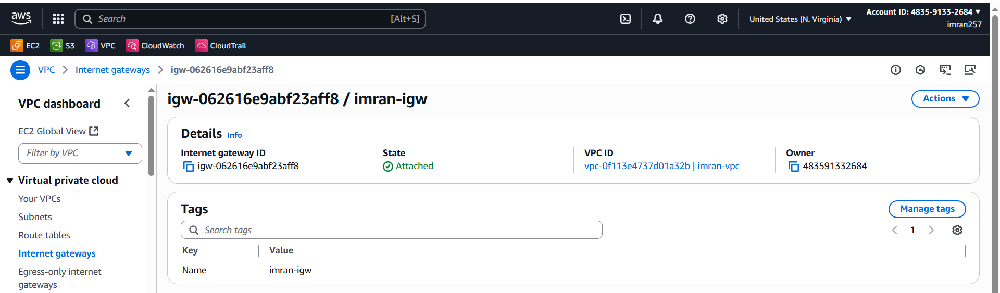 aws
Search [Alt+S]
United States (N. Virginia)
Account ID: 4835-9133-2684
imran257
EC2 S3 VPC CloudWatch CloudTrail
VPC Internet gateways igw-062616e9abf23aff8
VPC dashboard
EC2 Global View
Filter by VPC
Virtual private cloud
Your VPCs
Subnets
Route tables
Internet gateways
Egress-only internet
gateways
igw-062616e9abf23aff8 / imran-igw
Actions
Details Info
Internet gateway ID
igw-062616e9abf23aff8
State
Attached
VPC ID
vpc-0f113e4737d01a32b | imran-vpc
Owner
483591332684
Tags
Manage tags
Search tags
1
Key Value
Name imran-igw